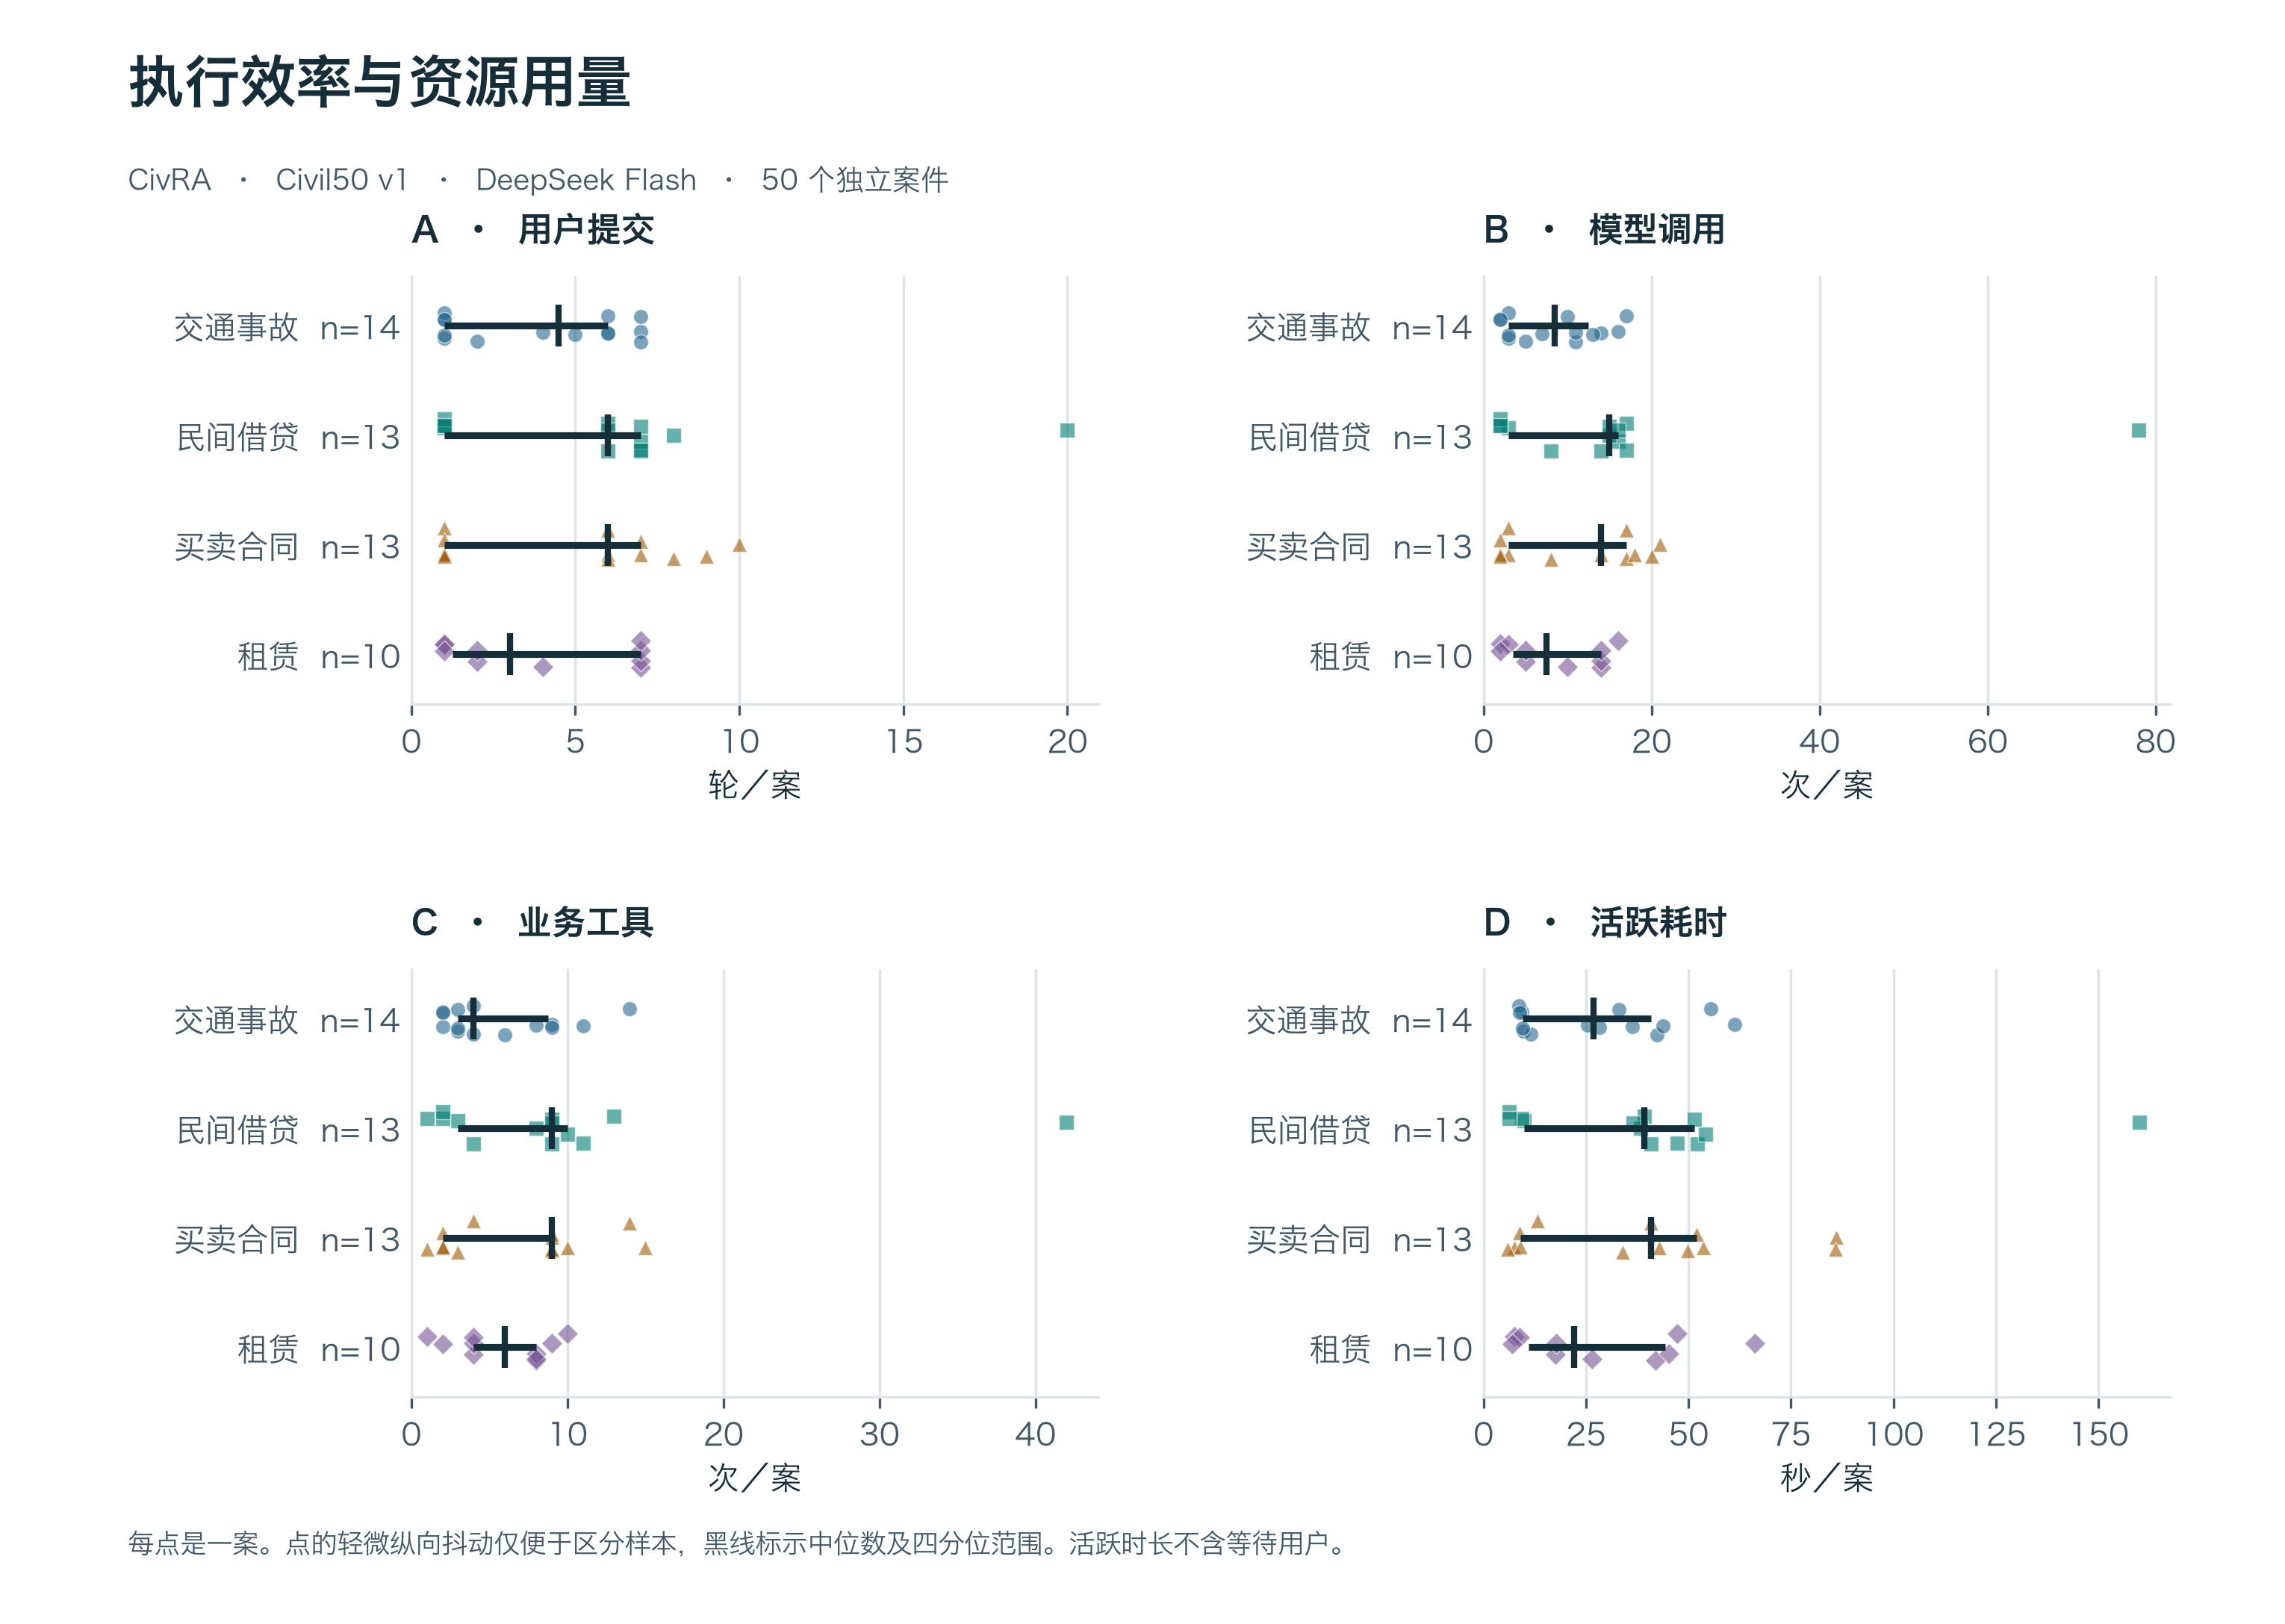 执行效率与资源用量
CivRA · Civil50 v1 · DeepSeek Flash · 50 个独立案件
A · 用户提交
交通事故 n=14
民间借贷 n=13
买卖合同 n=13
租赁 n=10
0 5 10 15 20
轮／案
B · 模型调用
交通事故 n=14
民间借贷 n=13
买卖合同 n=13
租赁 n=10
0 20 40 60 80
次／案
C · 业务工具
交通事故 n=14
民间借贷 n=13
买卖合同 n=13
租赁 n=10
0 10 20 30 40
次／案
D · 活跃耗时
交通事故 n=14
民间借贷 n=13
买卖合同 n=13
租赁 n=10
0 25 50 75 100 125 150
秒／案
每点是一案。点的轻微纵向抖动仅便于区分样本，黑线标示中位数及四分位范围。活跃时长不含等待用户。